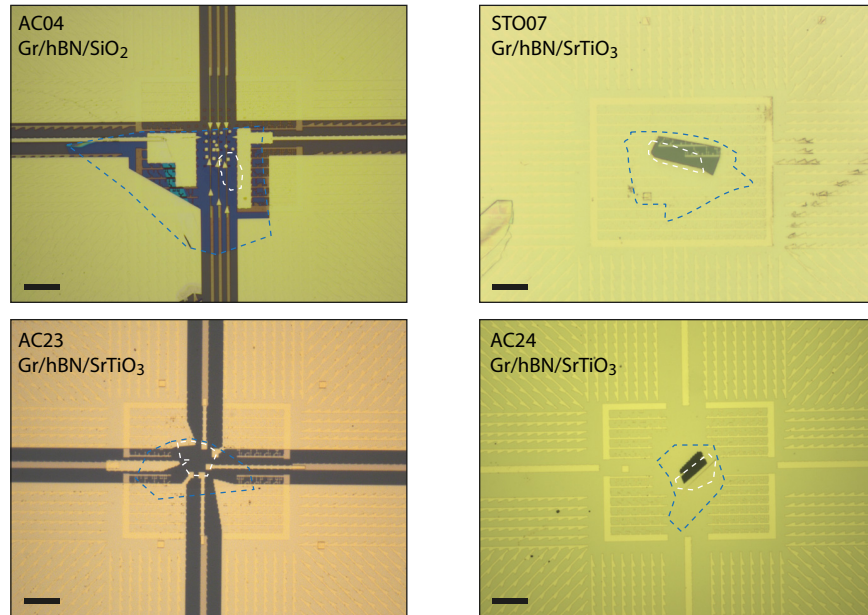 AC04
Gr/hBN/SiO₂
STO07
Gr/hBN/SrTiO₃
AC23
Gr/hBN/SrTiO₃
AC24
Gr/hBN/SrTiO₃